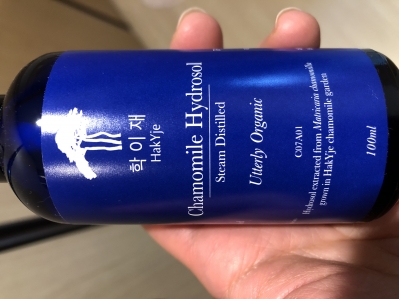 학이재
HakYje
Chamomile Hydrosol
Steam Distilled
Utterly Organic
C07A01
Hydrosol extracted from Matricaria chamomile
grown in HakYje chamomile garden
100ml